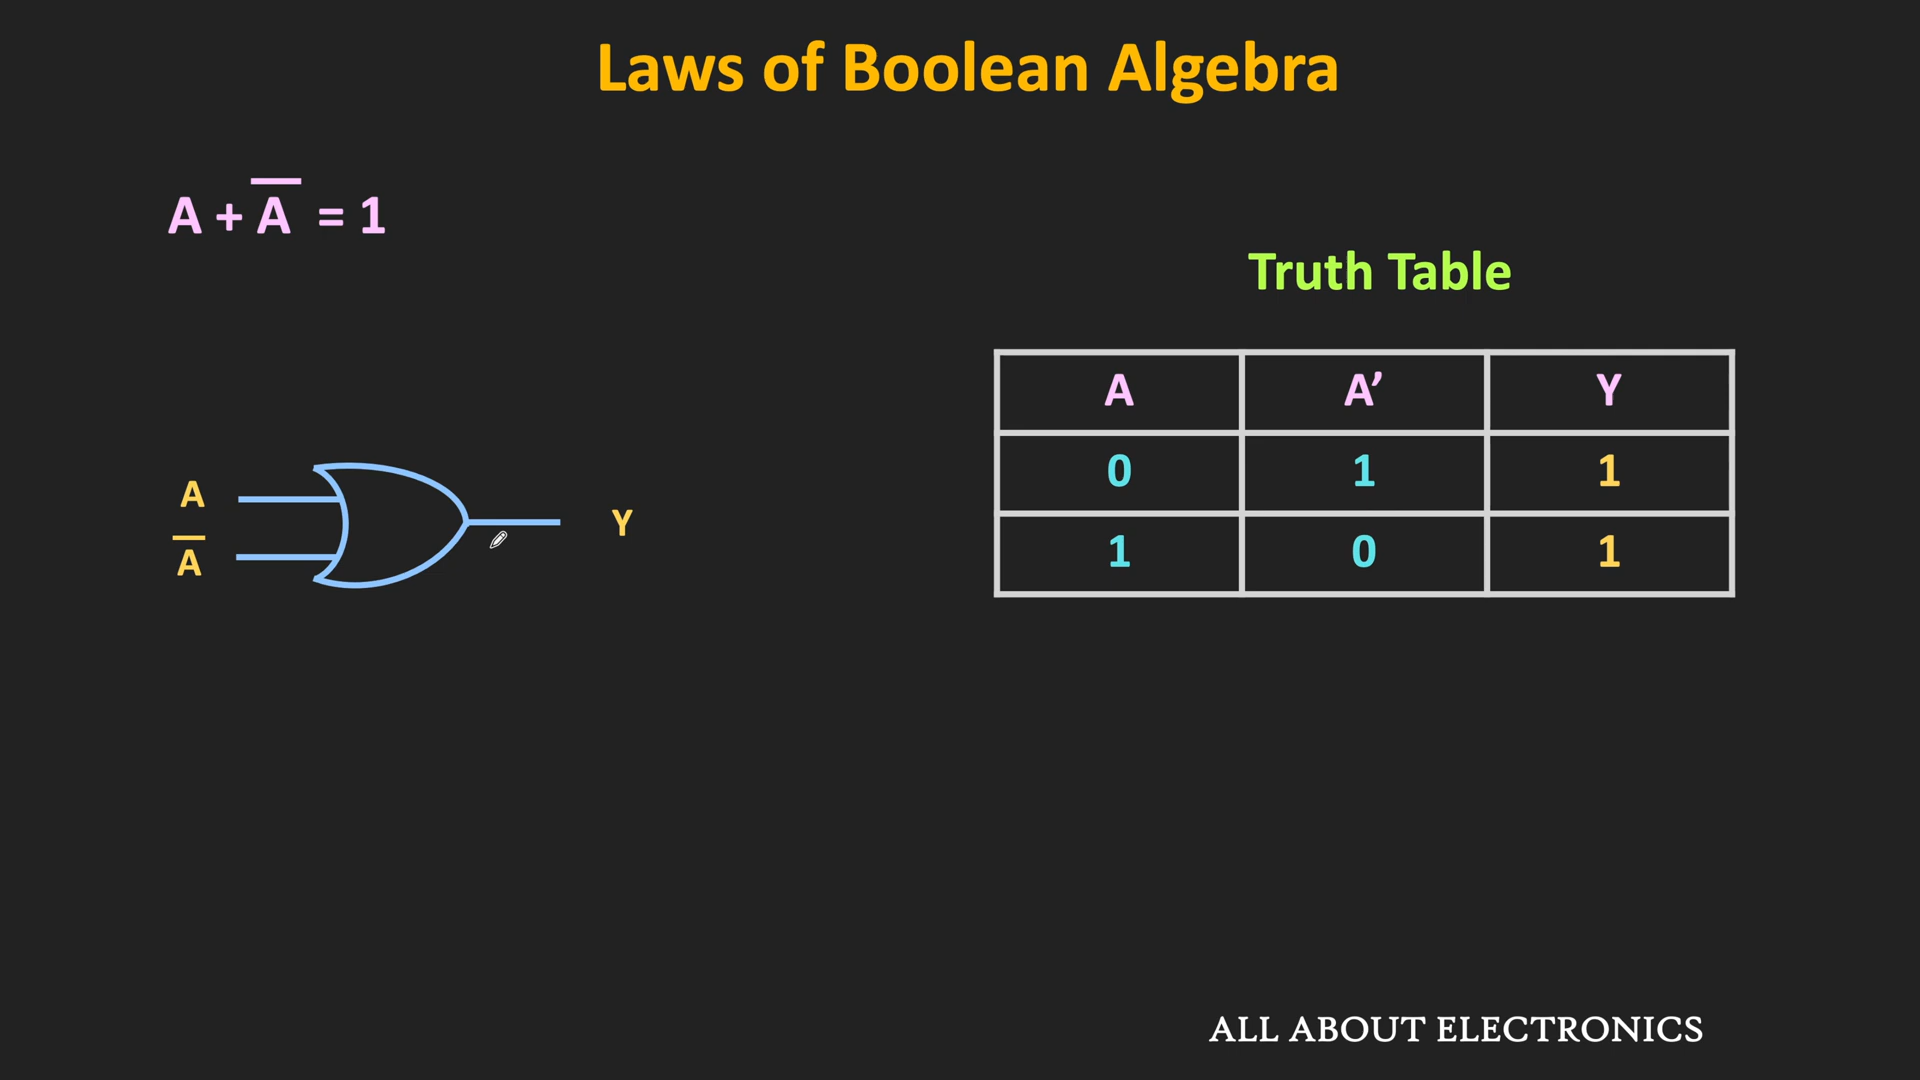 Laws of Boolean Algebra
A + A̅ = 1
Truth Table
A A’ Y
0 1 1
1 0 1
A
A̅
Y
ALL ABOUT ELECTRONICS